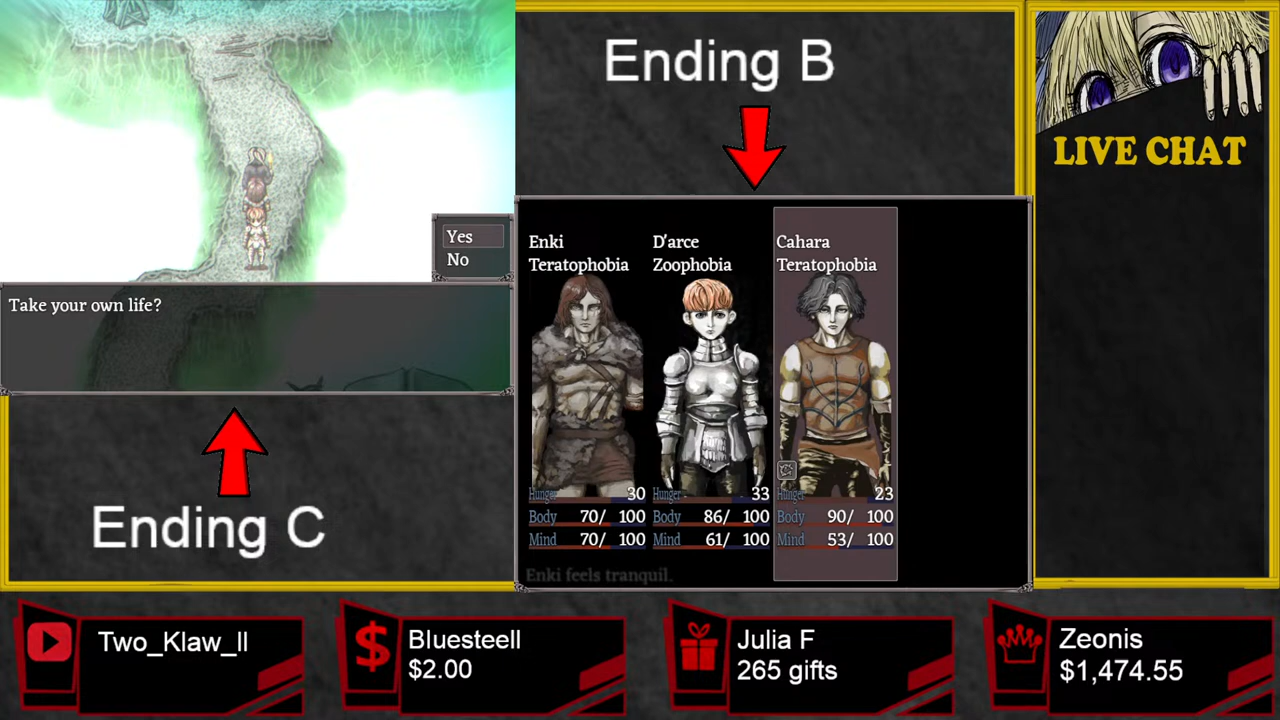 Ending B
LIVE CHAT
Yes
No
Take your own life?
Ending C
Enki
Teratophobia
D'arce
Zoophobia
Cahara
Teratophobia
Hunger 30
Body 70/ 100
Mind 70/ 100
Hunger 33
Body 86/ 100
Mind 61/ 100
Hunger 23
Body 90/ 100
Mind 53/ 100
Enki feels tranquil.
Two_Klaw_ll
Bluesteell
$2.00
Julia F
265 gifts
Zeonis
$1,474.55